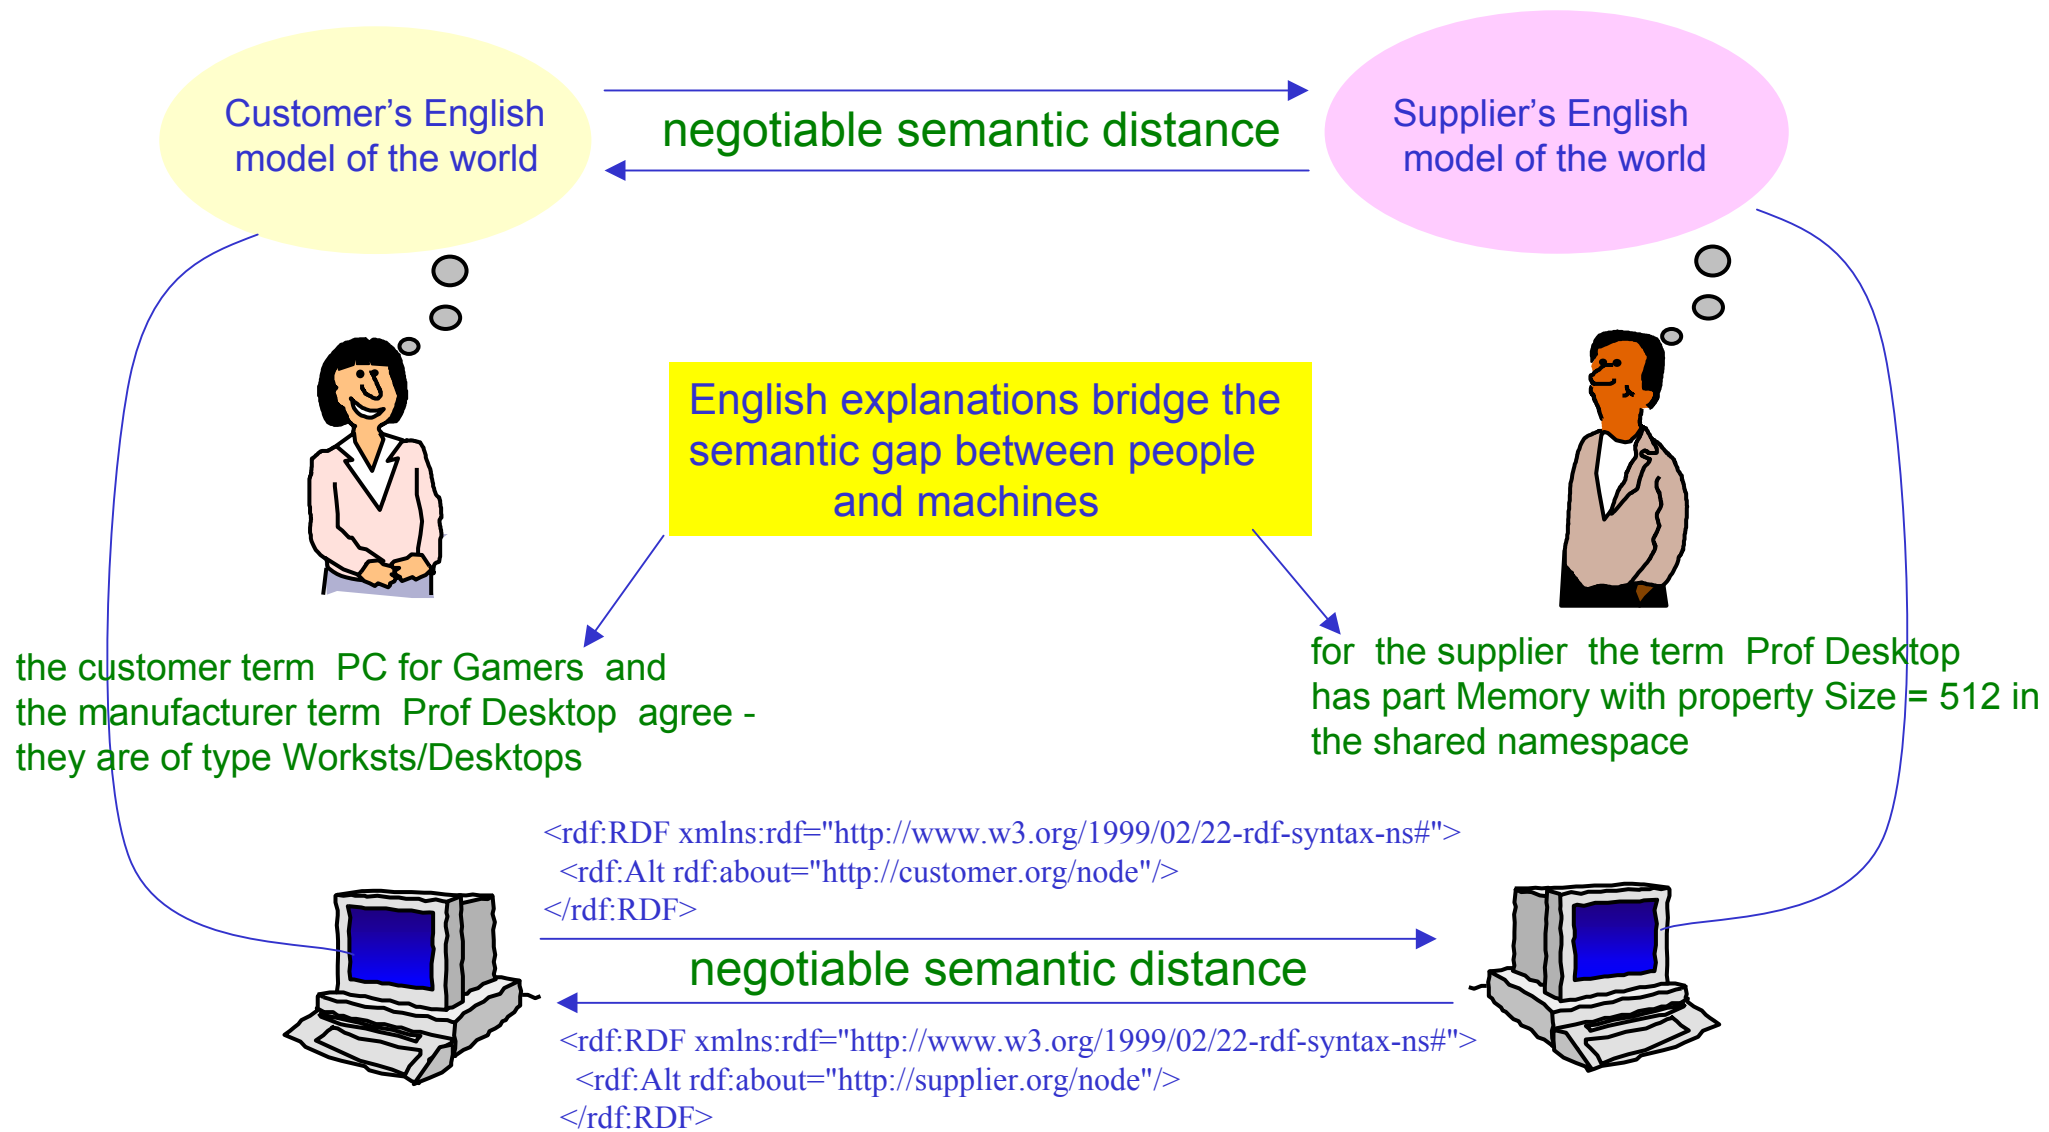 Customer's English
model of the world
negotiable semantic distance
Supplier's English
model of the world
English explanations bridge the
semantic gap between people
and machines
the customer term PC for Gamers and
the manufacturer term Prof Desktop agree -
they are of type Worksts/Desktops
for the supplier the term Prof Desktop
has part Memory with property Size = 512 in
the shared namespace
<rdf:RDF xmlns:rdf="http://www.w3.org/1999/02/22-rdf-syntax-ns#">
<rdf:Alt rdf:about="http://customer.org/node"/>
</rdf:RDF>
negotiable semantic distance
<rdf:RDF xmlns:rdf="http://www.w3.org/1999/02/22-rdf-syntax-ns#">
<rdf:Alt rdf:about="http://supplier.org/node"/>
</rdf:RDF>